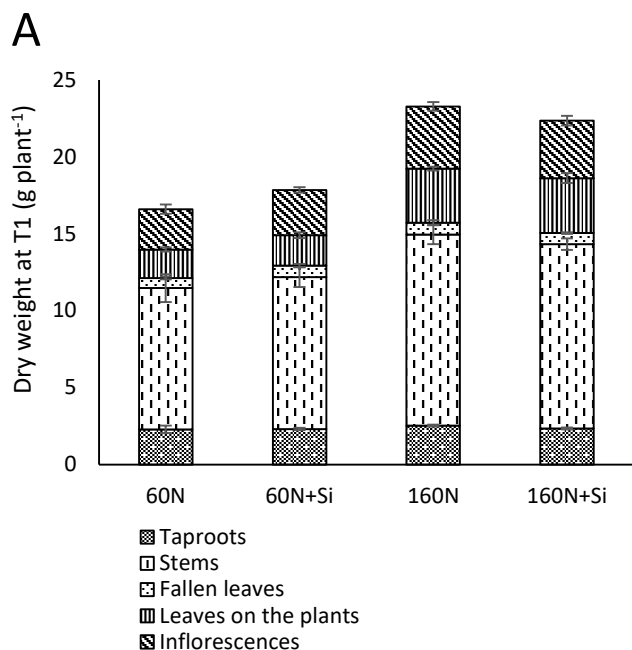 A
Dry weight at T1 (g plant⁻¹)
25
20
15
10
5
0
60N
60N+Si
160N
160N+Si
Taproots
Stems
Fallen leaves
Leaves on the plants
Inflorescences